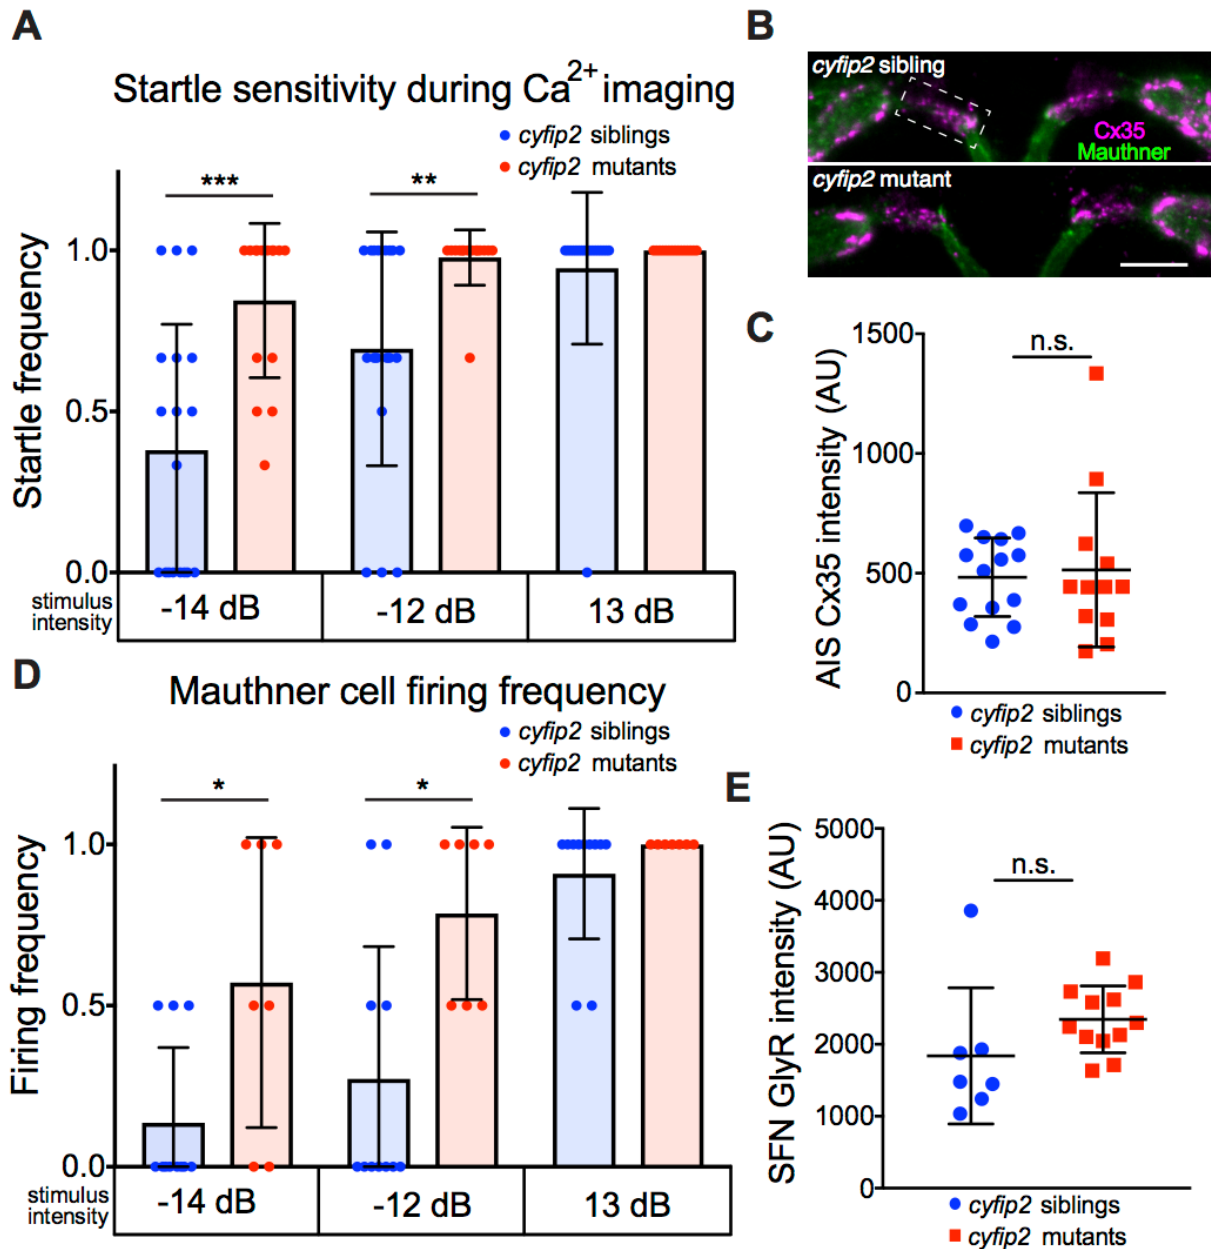 A
Startle sensitivity during Ca2+ imaging
cyfip2 siblings
cyfip2 mutants
***
**
Startle frequency
1.0
0.5
0.0
stimulus intensity
-14 dB
-12 dB
13 dB
B
cyfip2 sibling
Cx35
Mauthner
cyfip2 mutant
C
n.s.
AIS Cx35 intensity (AU)
1500
1000
500
0
cyfip2 siblings
cyfip2 mutants
D
Mauthner cell firing frequency
cyfip2 siblings
cyfip2 mutants
*
*
Firing frequency
1.0
0.5
0.0
stimulus intensity
-14 dB
-12 dB
13 dB
E
n.s.
SFN GlyR intensity (AU)
5000
4000
3000
2000
1000
0
cyfip2 siblings
cyfip2 mutants